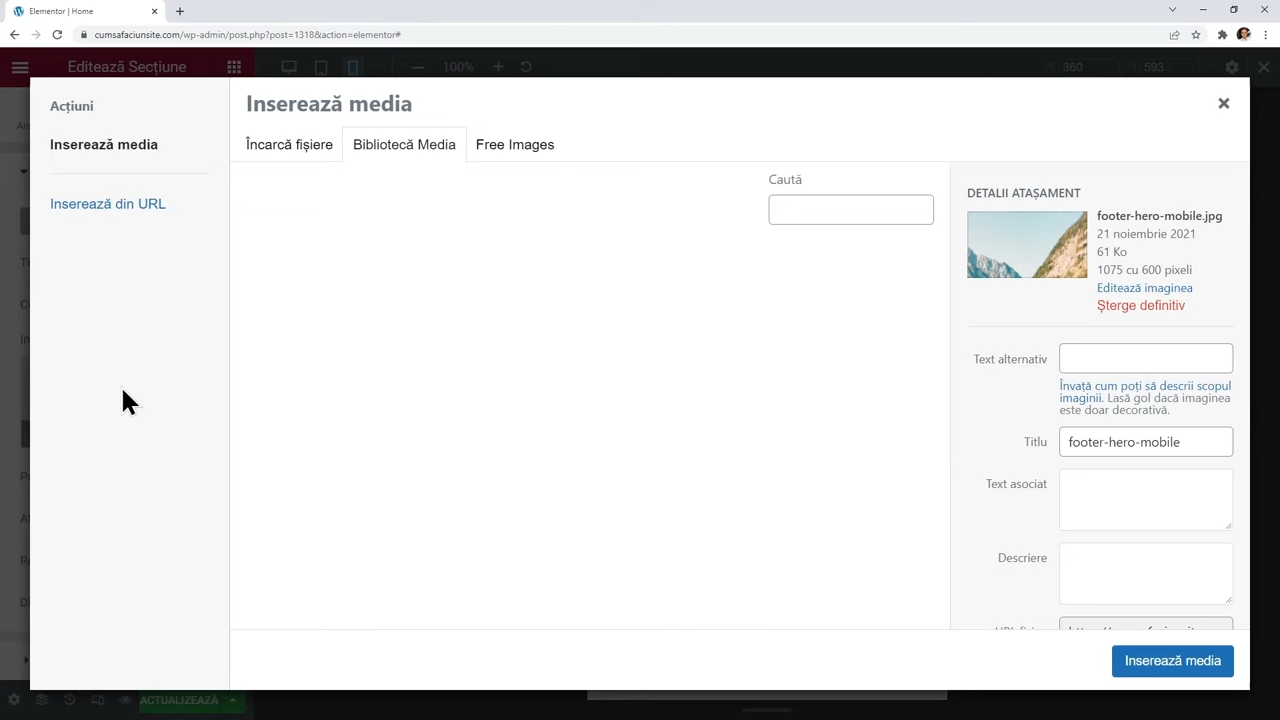 Elementor | Home
cumsafaciunsite.com/wp-admin/post.php?post=1318&action=elementor#
Editează Secțiune
100%
W: 360
593
Acțiuni
Inserează media
Inserează din URL
Inserează media
Încarcă fișiere
Bibliotecă Media
Free Images
Caută
DETALII ATAȘAMENT
footer-hero-mobile.jpg
21 noiembrie 2021
61 Ko
1075 cu 600 pixeli
Editează imaginea
Șterge definitiv
Text alternativ
Învață cum poți să descrii scopul
imaginii. Lasă gol dacă imaginea
este doar decorativă.
Titlu
footer-hero-mobile
Text asociat
Descriere
Inserează media
ACTUALIZEAZĂ